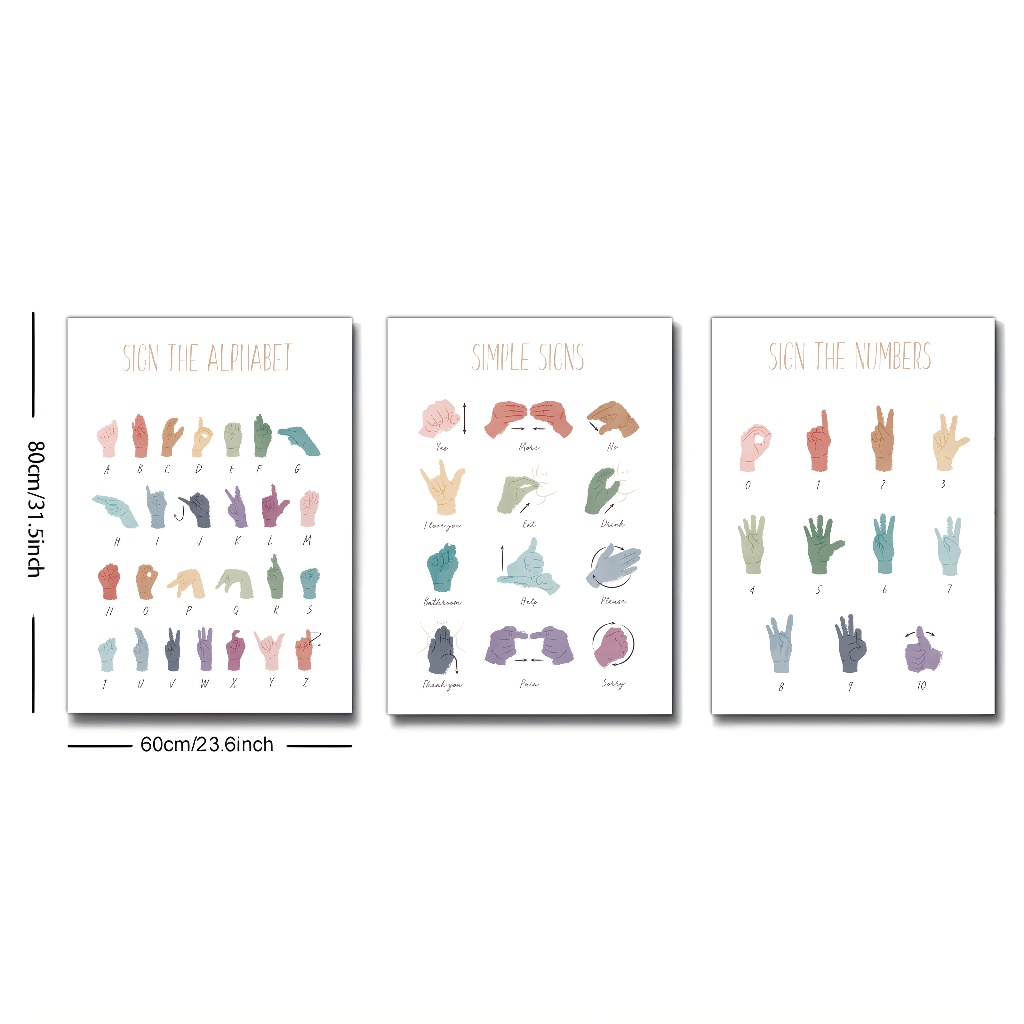 80cm/31.5inch
60cm/23.6inch
SIGN THE ALPHABET
A B C D E F G
H I J K L M
N O P Q R S
T U V W X Y Z
SIMPLE SIGNS
Yes More No
I love you Eat Drink
Bathroom Help Please
Thank you Pain Sorry
SIGN THE NUMBERS
0 1 2 3
4 5 6 7
8 9 10